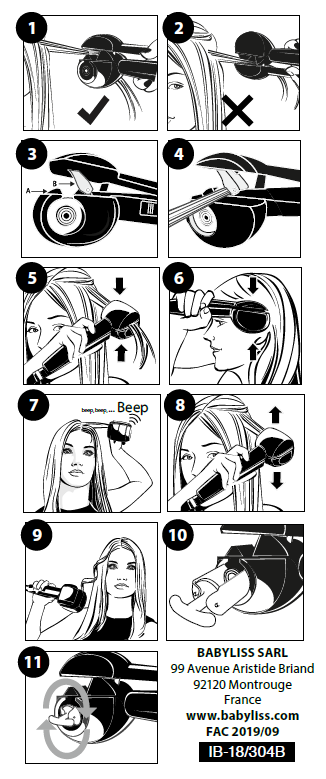 1
2
3
A
B
4
5
6
7
beep, beep, ... Beep
8
9
10
11
BABYLISS SARL
99 Avenue Aristide Briand
92120 Montrouge
France
www.babyliss.com
FAC 2019/09
IB-18/304B